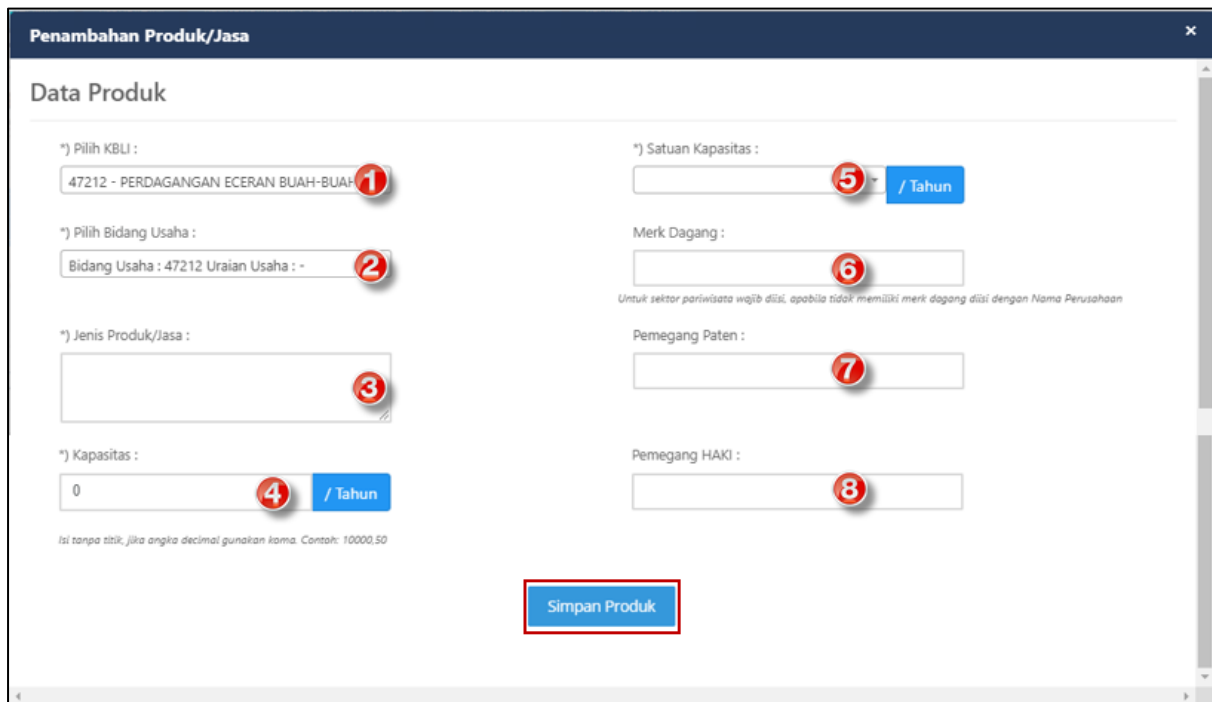 Penambahan Produk/Jasa ×
Data Produk
*) Pilih KBLI :
47212 - PERDAGANGAN ECERAN BUAH-BUAH
1
*) Pilih Bidang Usaha :
Bidang Usaha : 47212 Uraian Usaha : -
2
*) Jenis Produk/Jasa :
3
*) Kapasitas :
0
4
/ Tahun
Isi tanpa titik, jika angka decimal gunakan koma. Contoh: 10000,50
*) Satuan Kapasitas :
5
/ Tahun
Merk Dagang :
6
Untuk sektor pariwisata wajib diisi, apabila tidak memiliki merk dagang diisi dengan Nama Perusahaan
Pemegang Paten :
7
Pemegang HAKI :
8
Simpan Produk